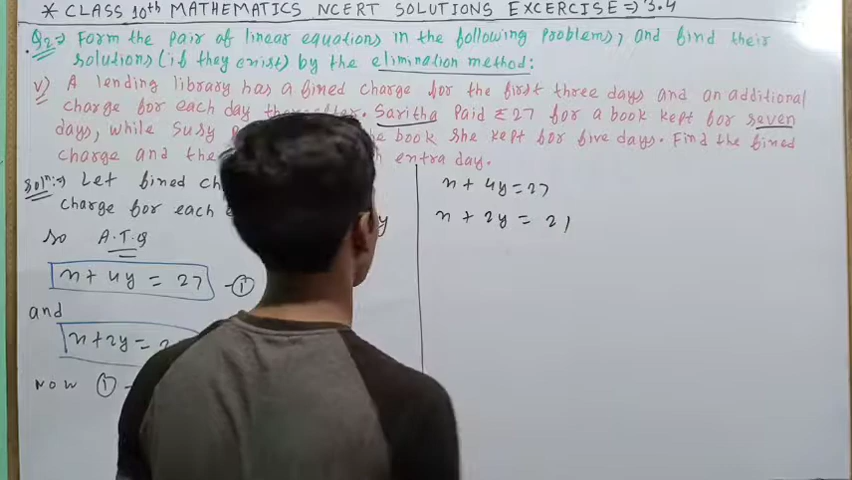 * CLASS 10th MATHEMATICS NCERT SOLUTIONS EXCERCISE => 3.4
Q2 => Form the pair of linear equations in the following problems, and find their
solutions (if they exist) by the elimination method:
v) A lending library has a fixed charge for the first three days and an additional
charge for each day thereafter. Saritha paid ₹27 for a book kept for seven
days, while Susy the book she kept for five days. Find the fixed
charge and the extra day.
Solⁿ:→ Let fixed ch
charge for each e y
So A.T.Q
x + 4y = 27 -①
and
x + 2y = 2
Now ① -
x + 4y = 27
x + 2y = 21